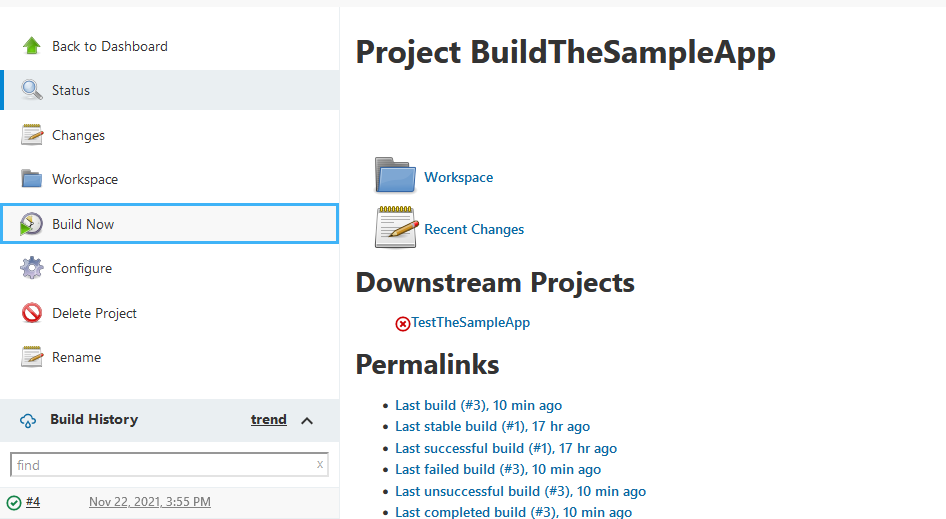 Back to Dashboard
Status
Changes
Workspace
Build Now
Configure
Delete Project
Rename
Build History trend
find x
#4 Nov 22, 2021, 3:55 PM
Project BuildTheSampleApp
Workspace
Recent Changes
Downstream Projects
TestTheSampleApp
Permalinks
Last build (#3), 10 min ago
Last stable build (#1), 17 hr ago
Last successful build (#1), 17 hr ago
Last failed build (#3), 10 min ago
Last unsuccessful build (#3), 10 min ago
Last completed build (#3), 10 min ago